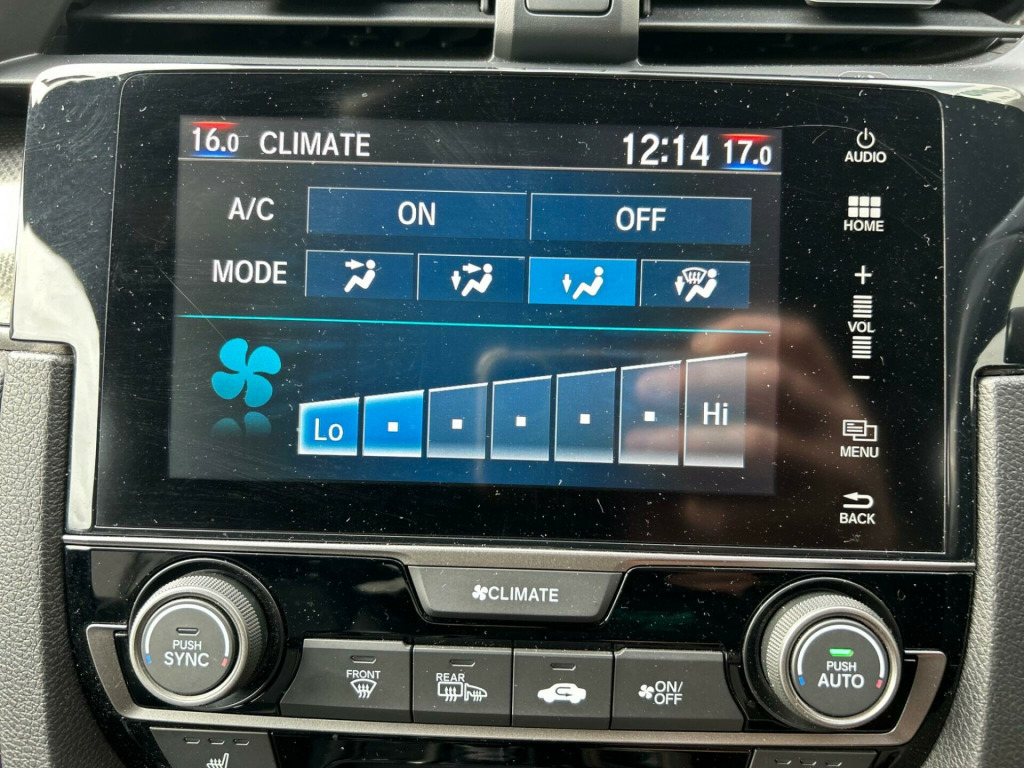 16.0 CLIMATE 12:14 17.0
A/C ON OFF
MODE
Lo Hi
AUDIO
HOME
+
VOL
−
MENU
BACK
CLIMATE
PUSH
SYNC
FRONT
REAR
ON/
OFF
PUSH
AUTO